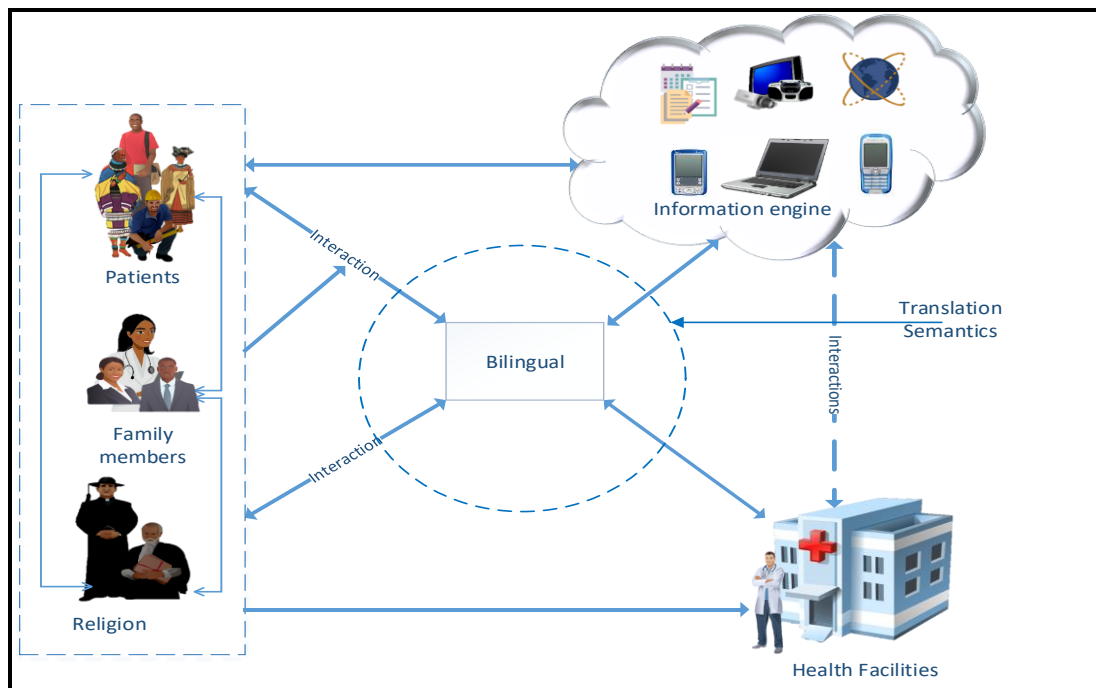 Information engine
Interaction
Patients
Translation
Semantics
Interactions
Bilingual
Family
members
Interaction
Religion
Health Facilities